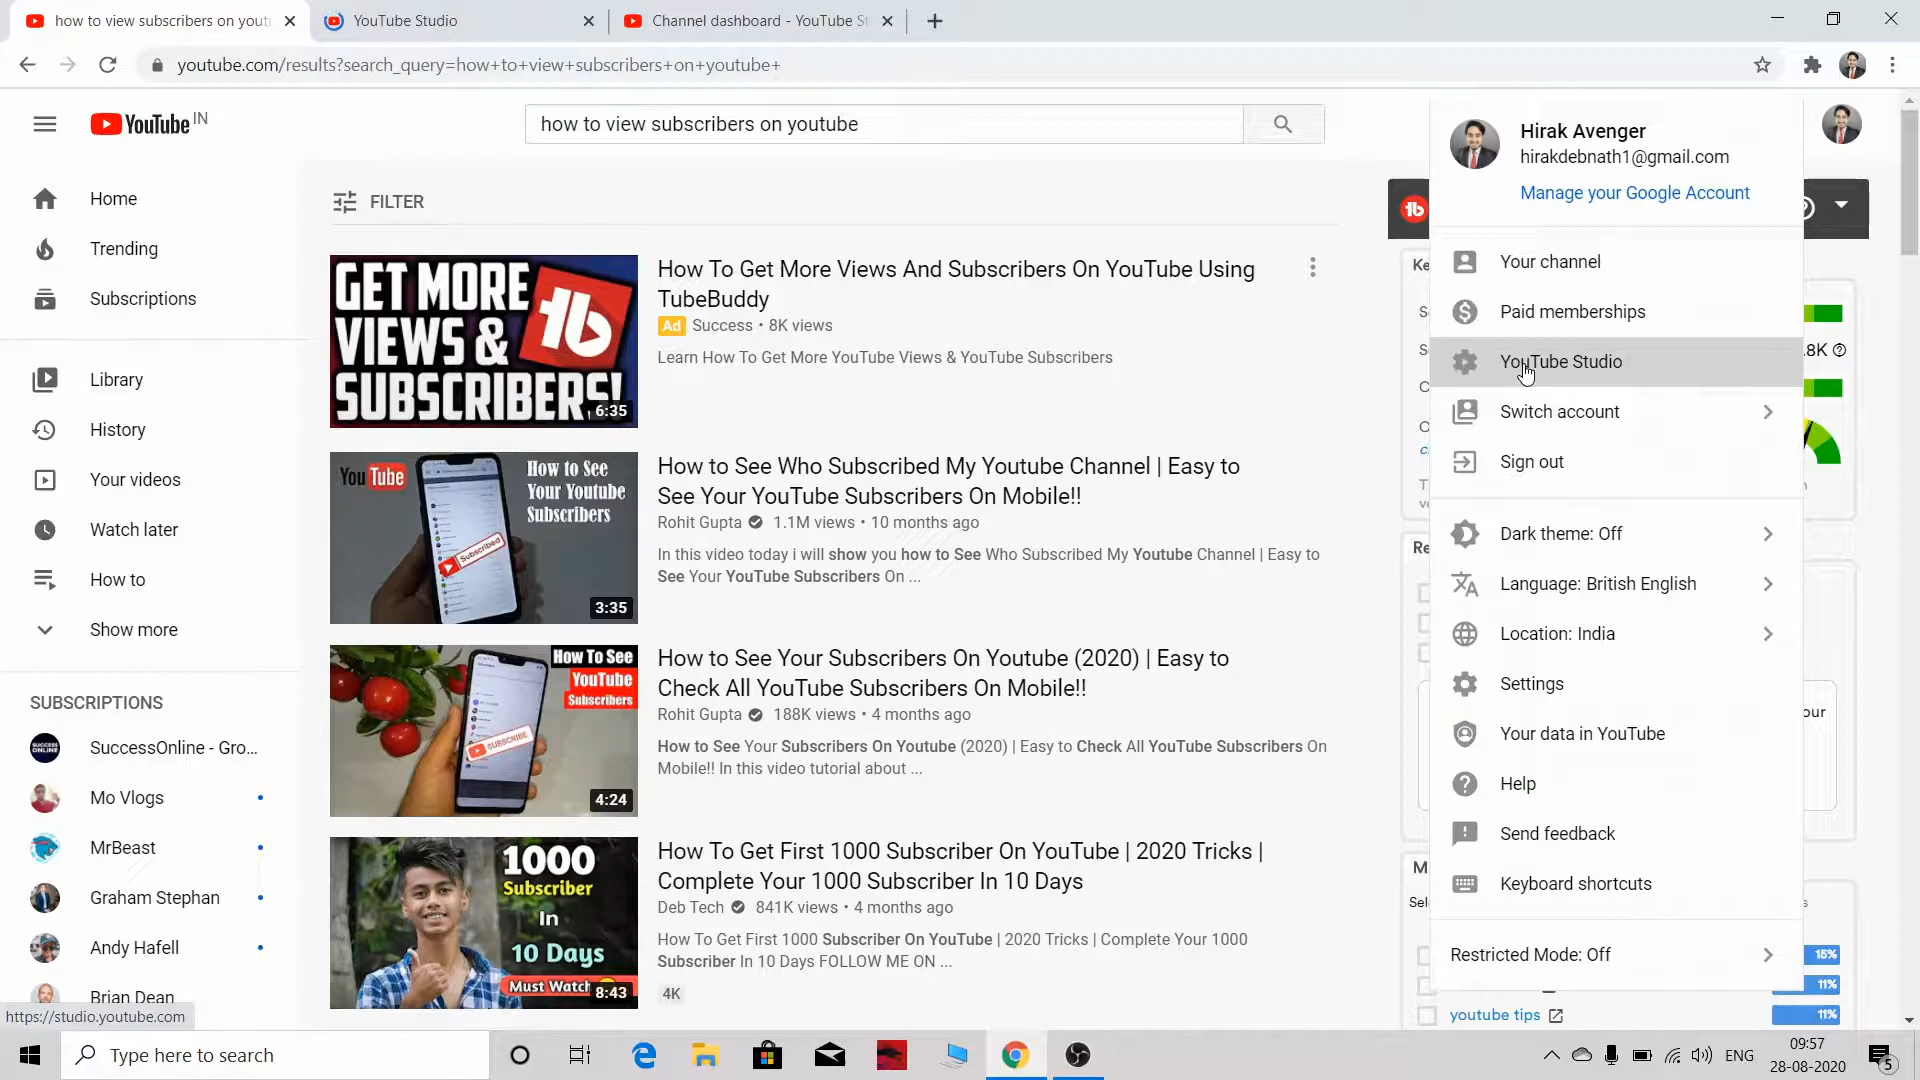 how to view subscribers on yout
YouTube Studio
Channel dashboard - YouTube St
youtube.com/results?search_query=how+to+view+subscribers+on+youtube+
YouTube IN
how to view subscribers on youtube
Home
Trending
Subscriptions
Library
History
Your videos
Watch later
How to
Show more
SUBSCRIPTIONS
SUCCESS ONLINE
SuccessOnline - Gro...
Mo Vlogs
MrBeast
Graham Stephan
Andy Hafell
Brian Dean
https://studio.youtube.com
FILTER
GET MORE
VIEWS &
SUBSCRIBERS!
6:35
How To Get More Views And Subscribers On YouTube Using
TubeBuddy
Ad Success • 8K views
Learn How To Get More YouTube Views & YouTube Subscribers
YouTube
How to See
Your Youtube
Subscribers
Subscribed
3:35
How to See Who Subscribed My Youtube Channel | Easy to
See Your YouTube Subscribers On Mobile!!
Rohit Gupta 1.1M views • 10 months ago
In this video today i will show you how to See Who Subscribed My Youtube Channel | Easy to
See Your YouTube Subscribers On ...
How To See
YouTube
Subscribers
SUBSCRIBE
4:24
How to See Your Subscribers On Youtube (2020) | Easy to
Check All YouTube Subscribers On Mobile!!
Rohit Gupta 188K views • 4 months ago
How to See Your Subscribers On Youtube (2020) | Easy to Check All YouTube Subscribers On
Mobile!! In this video tutorial about ...
1000
Subscriber
In
10 Days
Must Watch
8:43
How To Get First 1000 Subscriber On YouTube | 2020 Tricks |
Complete Your 1000 Subscriber In 10 Days
Deb Tech 841K views • 4 months ago
How To Get First 1000 Subscriber On YouTube | 2020 Tricks | Complete Your 1000
Subscriber In 10 Days FOLLOW ME ON ...
4K
Hirak Avenger
hirakdebnath1@gmail.com
Manage your Google Account
Your channel
Paid memberships
YouTube Studio
Switch account
Sign out
Dark theme: Off
Language: British English
Location: India
Settings
Your data in YouTube
Help
Send feedback
Keyboard shortcuts
Restricted Mode: Off
Ke
.8K
Re
our
M
Sel
15%
11%
youtube tips
11%
Type here to search
ENG
09:57
28-08-2020
5